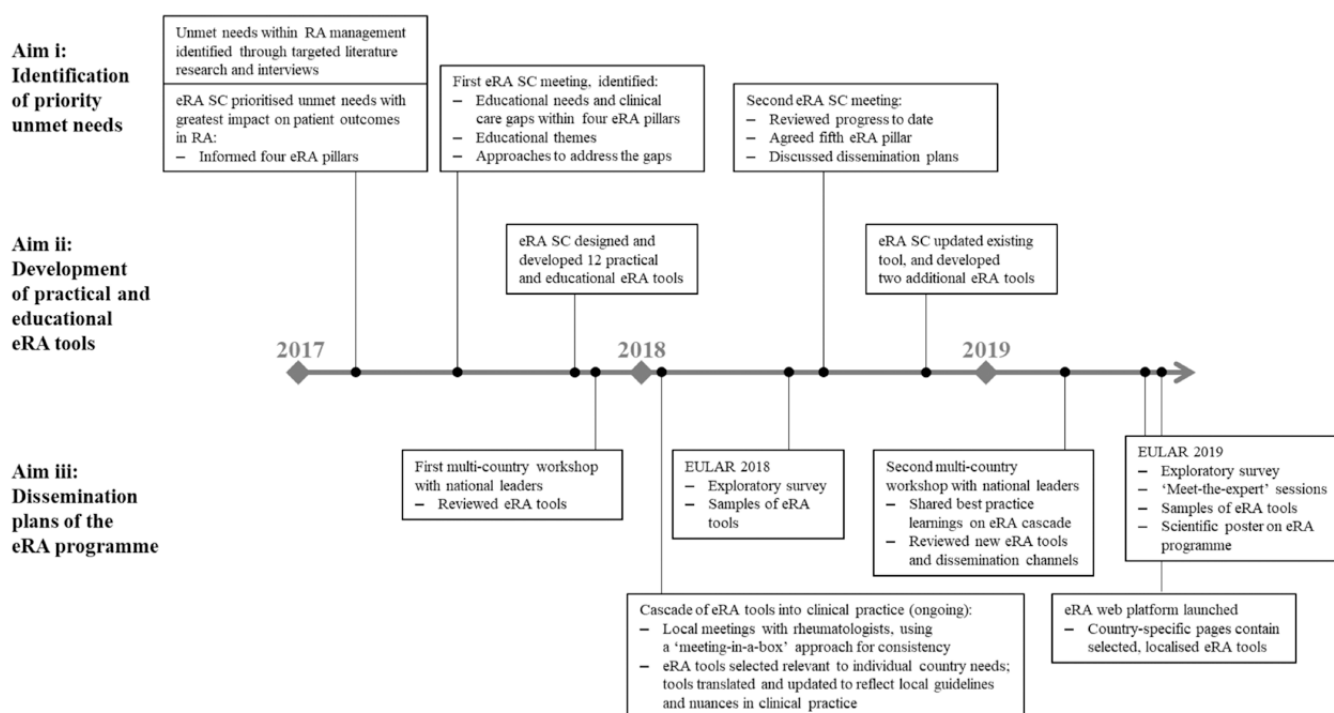 Aim i:
Identification
of priority
unmet needs
Unmet needs within RA management
identified through targeted literature
research and interviews
eRA SC prioritised unmet needs with
greatest impact on patient outcomes
in RA:
– Informed four eRA pillars
First eRA SC meeting, identified:
– Educational needs and clinical
care gaps within four eRA pillars
– Educational themes
– Approaches to address the gaps
Second eRA SC meeting:
– Reviewed progress to date
– Agreed fifth eRA pillar
– Discussed dissemination plans
Aim ii:
Development
of practical and
educational
eRA tools
eRA SC designed and
developed 12 practical
and educational eRA tools
eRA SC updated existing
tool, and developed
two additional eRA tools
2017
2018
2019
Aim iii:
Dissemination
plans of the
eRA programme
First multi-country workshop
with national leaders
– Reviewed eRA tools
EULAR 2018
– Exploratory survey
– Samples of eRA
tools
Second multi-country
workshop with national leaders
– Shared best practice
learnings on eRA cascade
– Reviewed new eRA tools
and dissemination channels
EULAR 2019
– Exploratory survey
– ‘Meet-the-expert’ sessions
– Samples of eRA tools
– Scientific poster on eRA
programme
Cascade of eRA tools into clinical practice (ongoing):
– Local meetings with rheumatologists, using
a ‘meeting-in-a-box’ approach for consistency
– eRA tools selected relevant to individual country needs;
tools translated and updated to reflect local guidelines
and nuances in clinical practice
eRA web platform launched
– Country-specific pages contain
selected, localised eRA tools